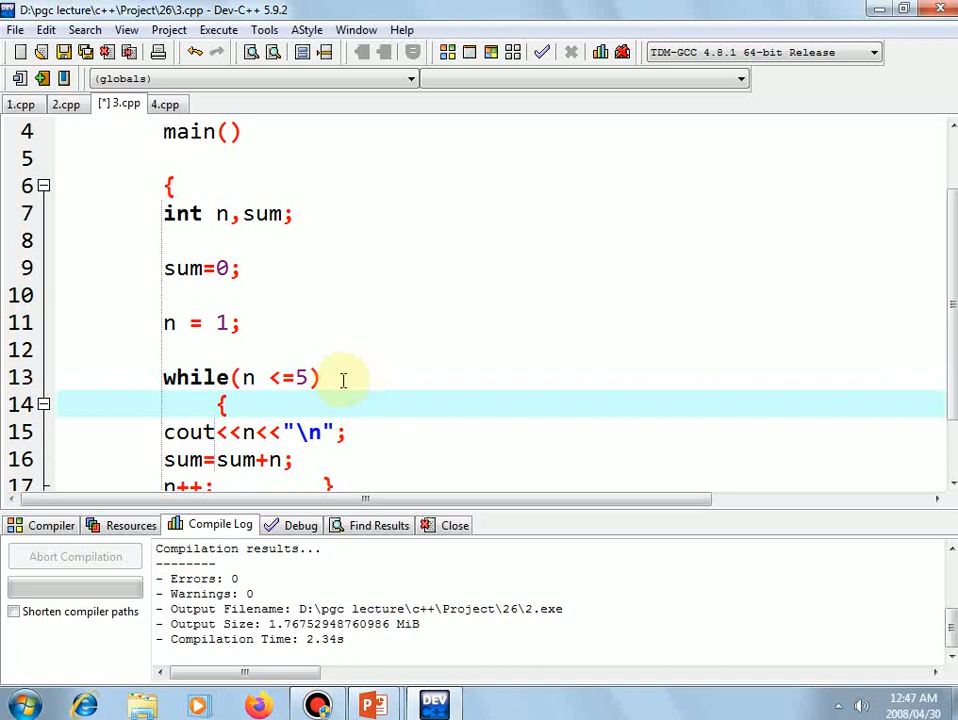 D:\pgc lecture\c++\Project\26\3.cpp - Dev-C++ 5.9.2
File Edit Search View Project Execute Tools AStyle Window Help
TDM-GCC 4.8.1 64-bit Release
(globals)
1.cpp 2.cpp [*] 3.cpp 4.cpp
4 main()
5
6 {
7 int n,sum;
8
9 sum=0;
10
11 n = 1;
12
13 while(n <=5)
14 {
15 cout<<n<<"\n";
16 sum=sum+n;
17 n++; }
Compiler Resources Compile Log Debug Find Results Close
Abort Compilation
Shorten compiler paths
Compilation results...
--------
- Errors: 0
- Warnings: 0
- Output Filename: D:\pgc lecture\c++\Project\26\2.exe
- Output Size: 1.76752948760986 MiB
- Compilation Time: 2.34s
DEV
12:47 AM
2008/04/30